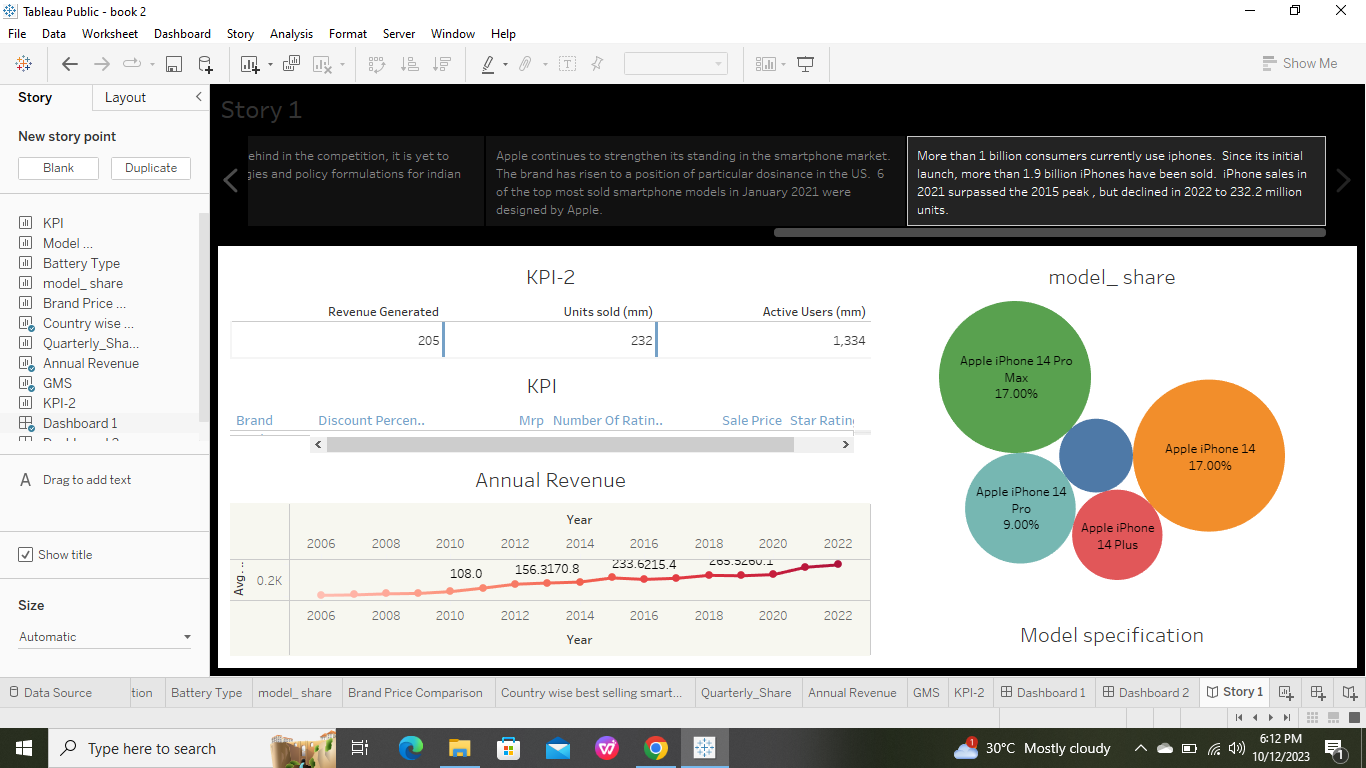 Tableau Public - book 2
File Data Worksheet Dashboard Story Analysis Format Server Window Help
Show Me
Story Layout
New story point
Blank Duplicate
KPI
Model ...
Battery Type
model_ share
Brand Price ...
Country wise ...
Quarterly_Sha...
Annual Revenue
GMS
KPI-2
Dashboard 1
A Drag to add text
Show title
Size
Automatic
Story 1
ehind in the competition, it is yet to
gies and policy formulations for indian
Apple continues to strengthen its standing in the smartphone market.
The brand has risen to a position of particular dosinance in the US. 6
of the top most sold smartphone models in January 2021 were
designed by Apple.
More than 1 billion consumers currently use iphones. Since its initial
launch, more than 1.9 billion iPhones have been sold. iPhone sales in
2021 surpassed the 2015 peak , but declined in 2022 to 232.2 million
units.
KPI-2
Revenue Generated Units sold (mm) Active Users (mm)
205 232 1,334
KPI
Brand Discount Percen.. Mrp Number Of Ratin.. Sale Price Star Ratin
Annual Revenue
Year
2006 2008 2010 2012 2014 2016 2018 2020 2022
Avg. ..
0.2K
108.0 156.3 170.8 233.6 215.4 265.5 260.1
2006 2008 2010 2012 2014 2016 2018 2020 2022
Year
model_ share
Apple iPhone 14 Pro
Max
17.00%
Apple iPhone 14
17.00%
Apple iPhone 14
Pro
9.00%
Apple iPhone
14 Plus
Model specification
Data Source tion Battery Type model_ share Brand Price Comparison Country wise best selling smart... Quarterly_Share Annual Revenue GMS KPI-2 Dashboard 1 Dashboard 2 Story 1
Type here to search
1
30°C Mostly cloudy
6:12 PM
10/12/2023
1